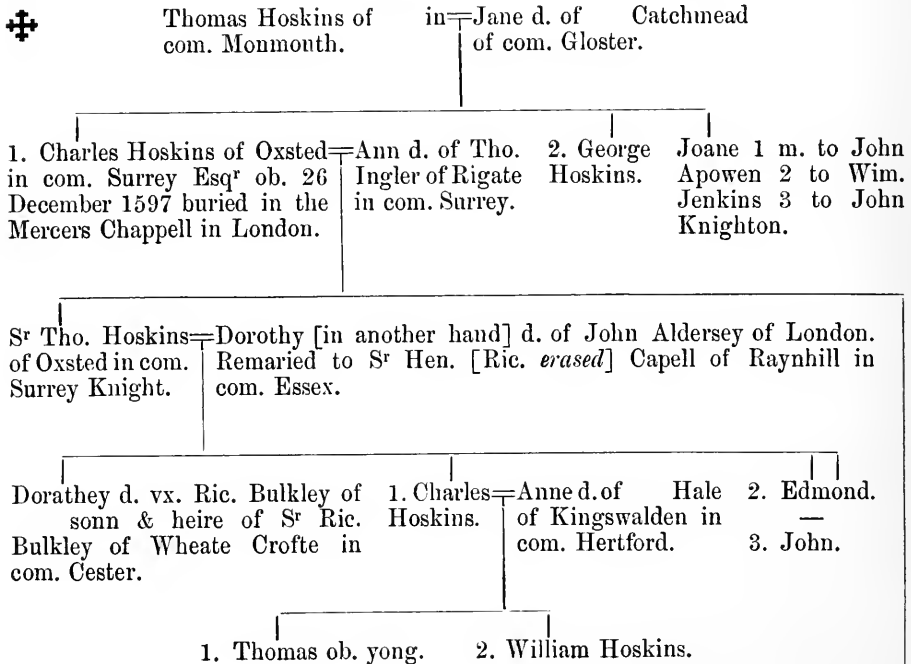 Thomas Hoskins of in Jane d. of Catchmead
com. Monmouth. of com. Gloster.
1. Charles Hoskins of Oxsted
in com. Surrey Esqr ob. 26
December 1597 buried in the
Mercers Chappell in London.
Ann d. of Tho.
Ingler of Rigate
in com. Surrey.
2. George
Hoskins.
Joane 1 m. to John
Apowen 2 to Wim.
Jenkins 3 to John
Knighton.
Sr Tho. Hoskins
of Oxsted in com.
Surrey Knight.
Dorothy [in another hand] d. of John Aldersey of London.
Remaried to Sr Hen. [Ric. erased] Capell of Raynhill in
com. Essex.
Dorathey d. vx. Ric. Bulkley of
sonn & heire of Sr Ric.
Bulkley of Wheate Crofte in
com. Cester.
1. Charles
Hoskins.
Anne d. of Hale
of Kingswalden in
com. Hertford.
2. Edmond.
—
3. John.
1. Thomas ob. yong. 2. William Hoskins.